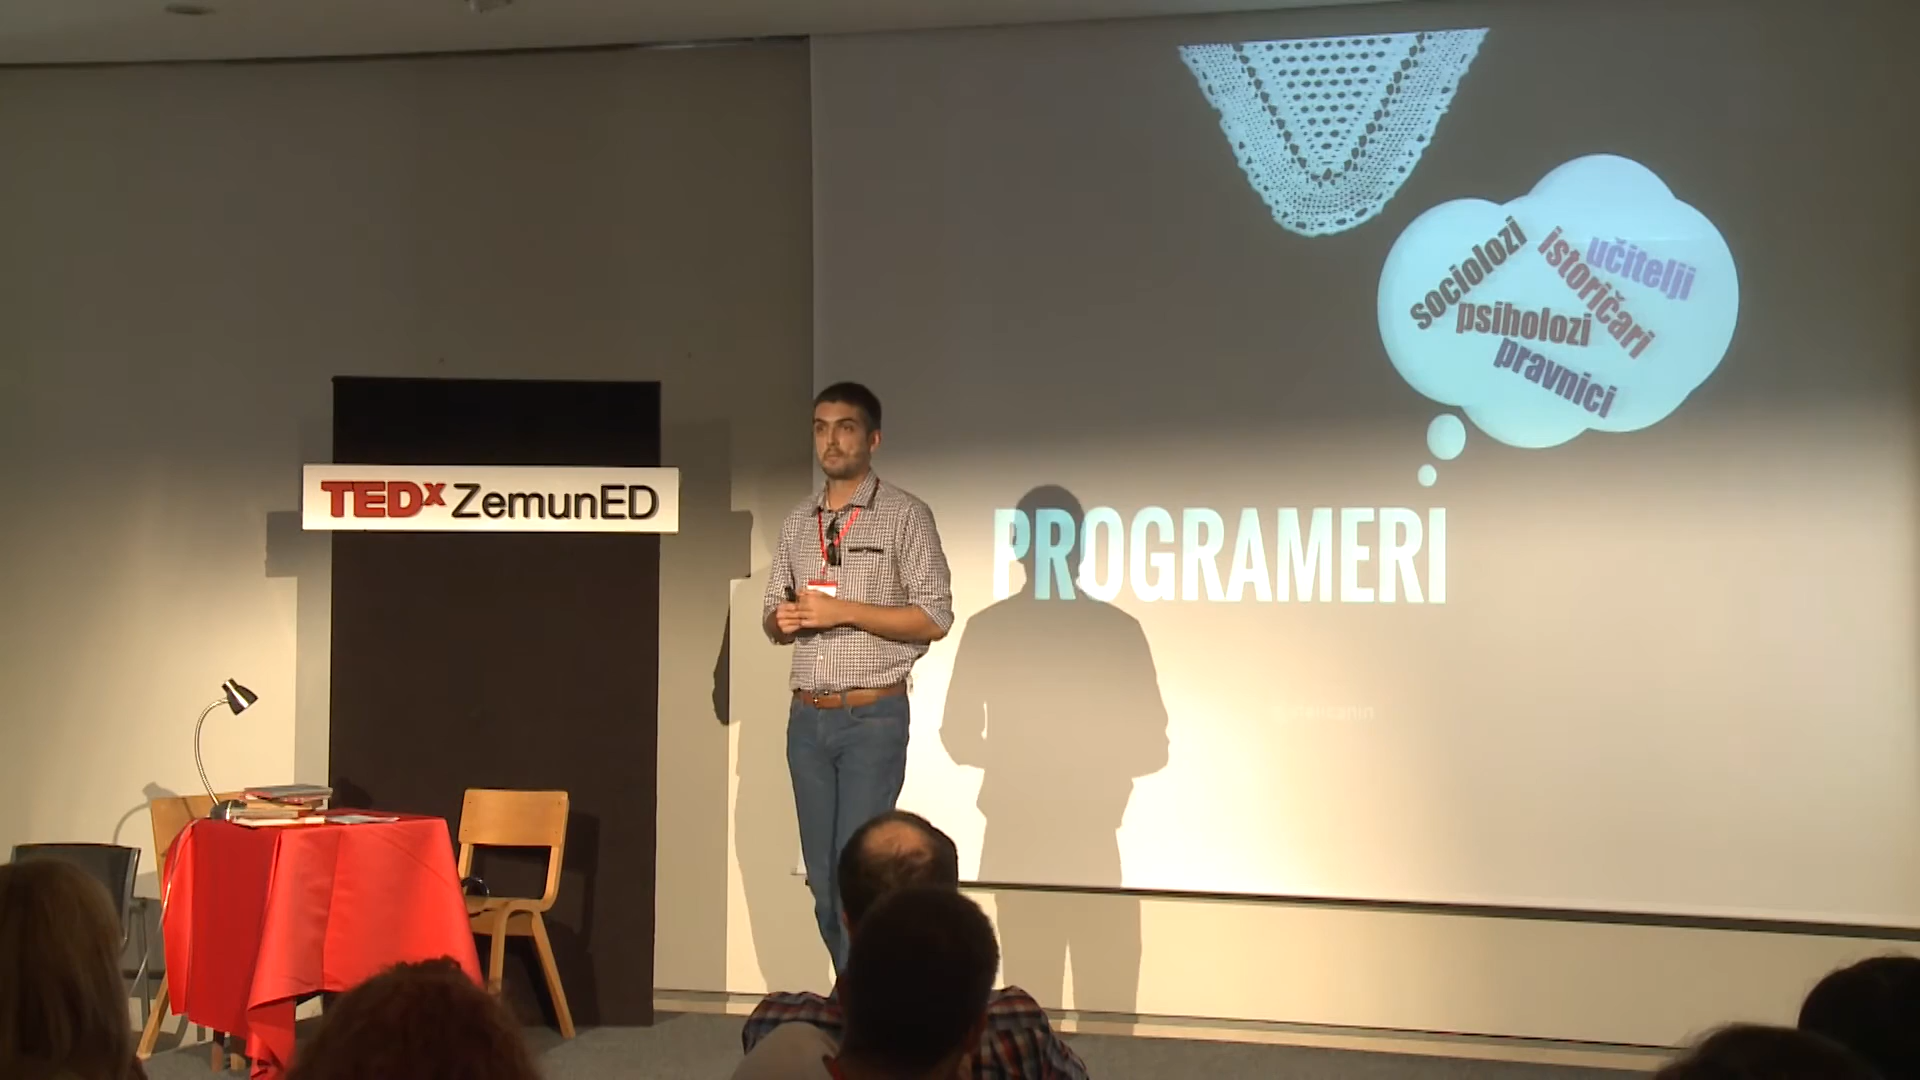 TEDx ZemunED
sociolozi
istoričari
učitelji
psiholozi
pravnici
PROGRAMERI